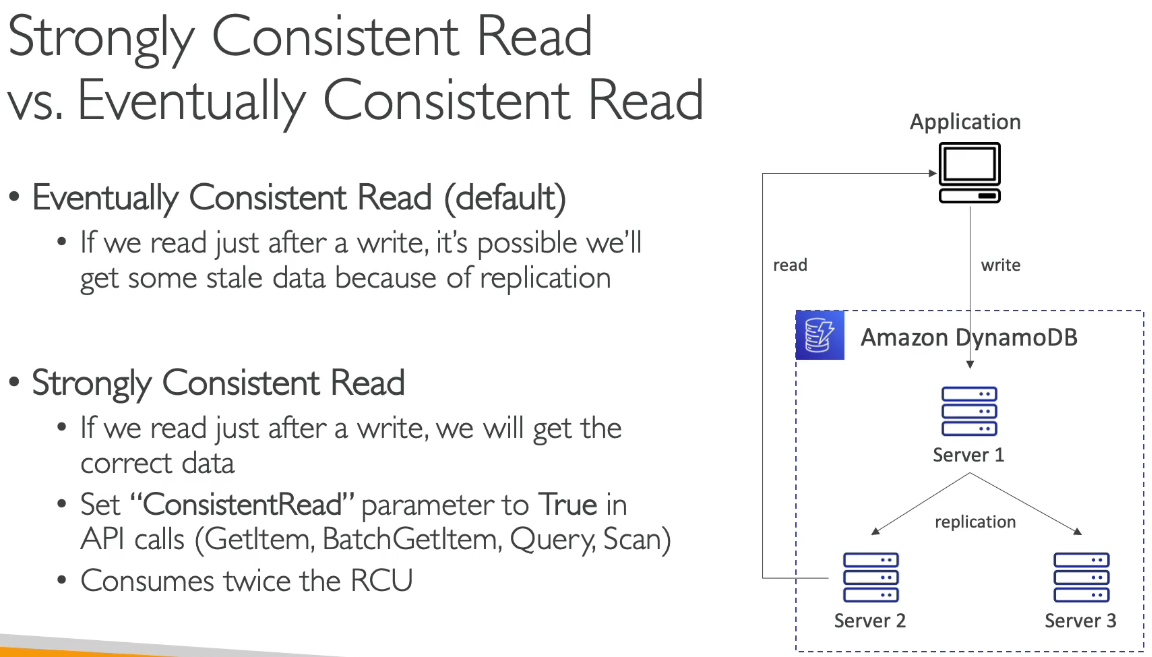 Strongly Consistent Read
vs. Eventually Consistent Read
• Eventually Consistent Read (default)
• If we read just after a write, it’s possible we’ll
get some stale data because of replication
• Strongly Consistent Read
• If we read just after a write, we will get the
correct data
• Set “ConsistentRead” parameter to True in
API calls (GetItem, BatchGetItem, Query, Scan)
• Consumes twice the RCU
Application
read
write
Amazon DynamoDB
Server 1
replication
Server 2
Server 3